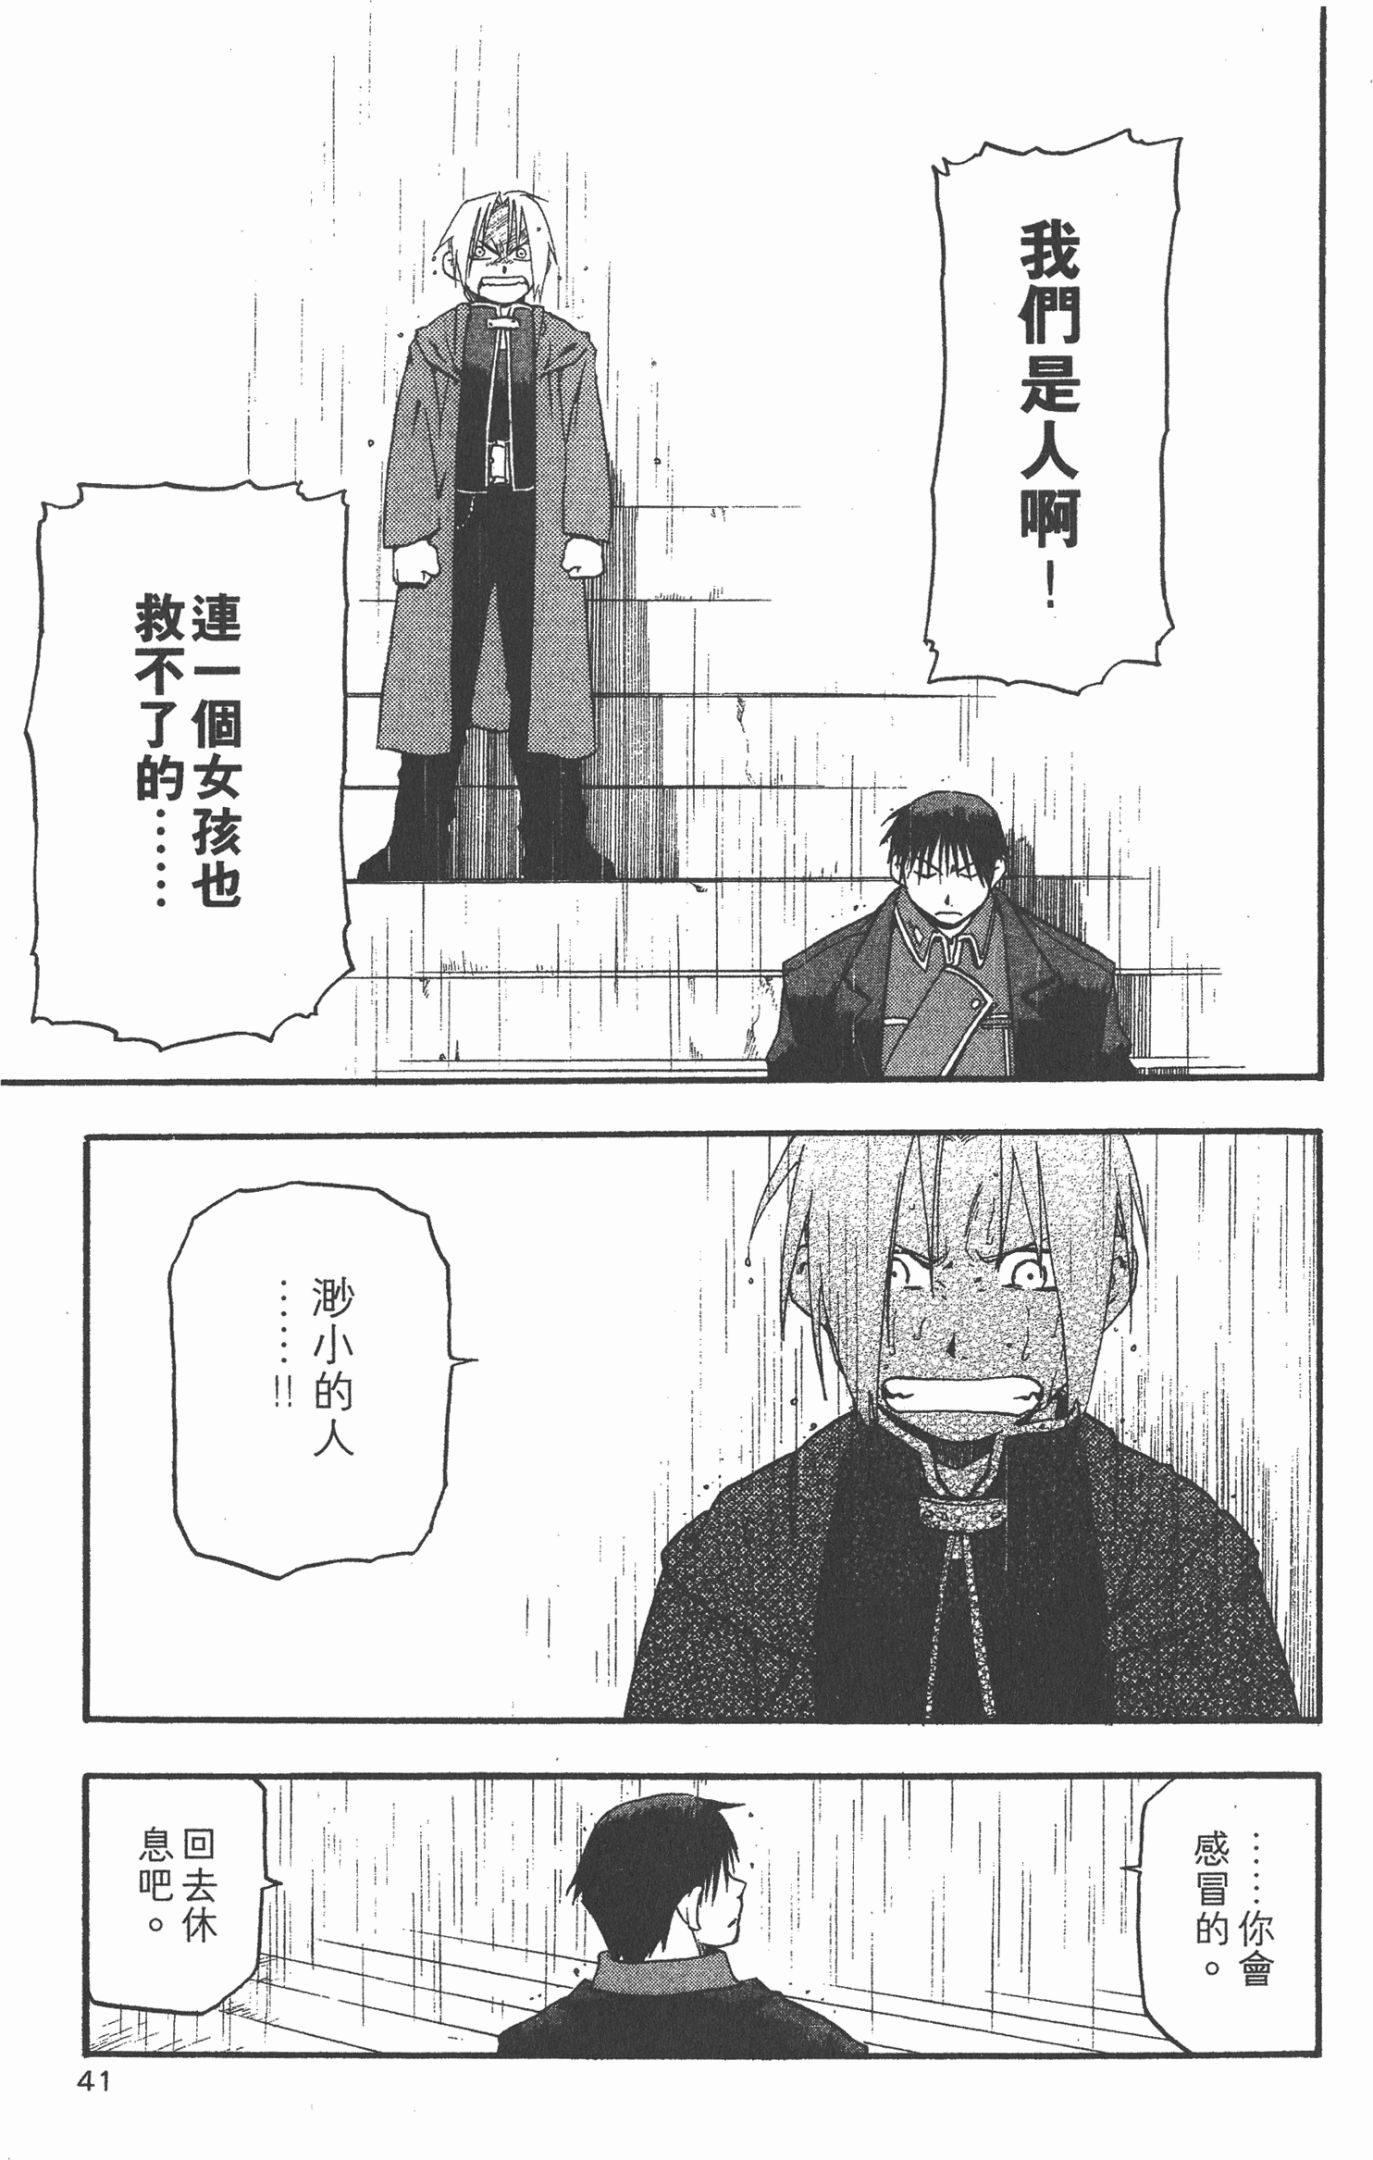 我們是人啊！
連一個女孩也
救不了的……
渺小的人
……!!
……你會
感冒的。
回去休
息吧。
41